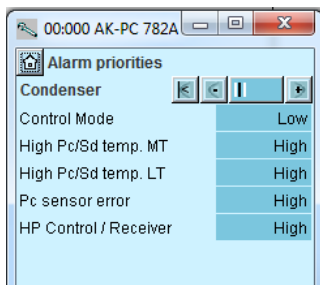 00:000 AK-PC 782A
Alarm priorities
Condenser
Control Mode Low
High Pc/Sd temp. MT High
High Pc/Sd temp. LT High
Pc sensor error High
HP Control / Receiver High